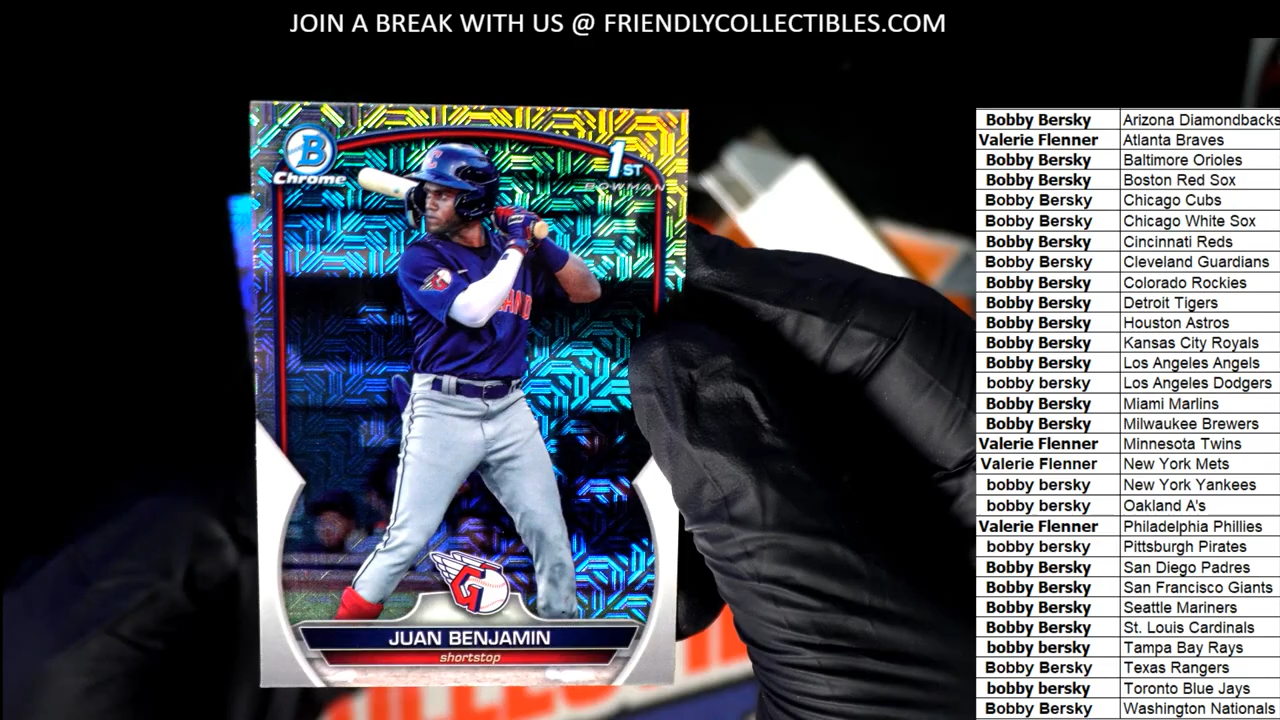 JOIN A BREAK WITH US @ FRIENDLYCOLLECTIBLES.COM
B
Chrome
1ST
BOWMAN
C
JUAN BENJAMIN
shortstop
Bobby Bersky Arizona Diamondbacks
Valerie Flenner Atlanta Braves
Bobby Bersky Baltimore Orioles
Bobby Bersky Boston Red Sox
Bobby Bersky Chicago Cubs
Bobby Bersky Chicago White Sox
Bobby Bersky Cincinnati Reds
Bobby Bersky Cleveland Guardians
Bobby Bersky Colorado Rockies
Bobby Bersky Detroit Tigers
Bobby Bersky Houston Astros
Bobby Bersky Kansas City Royals
Bobby Bersky Los Angeles Angels
bobby bersky Los Angeles Dodgers
Bobby Bersky Miami Marlins
Bobby Bersky Milwaukee Brewers
Valerie Flenner Minnesota Twins
Valerie Flenner New York Mets
bobby bersky New York Yankees
bobby bersky Oakland A's
Valerie Flenner Philadelphia Phillies
bobby bersky Pittsburgh Pirates
Bobby Bersky San Diego Padres
Bobby Bersky San Francisco Giants
Bobby Bersky Seattle Mariners
Bobby Bersky St. Louis Cardinals
bobby bersky Tampa Bay Rays
Bobby Bersky Texas Rangers
bobby bersky Toronto Blue Jays
Bobby Bersky Washington Nationals